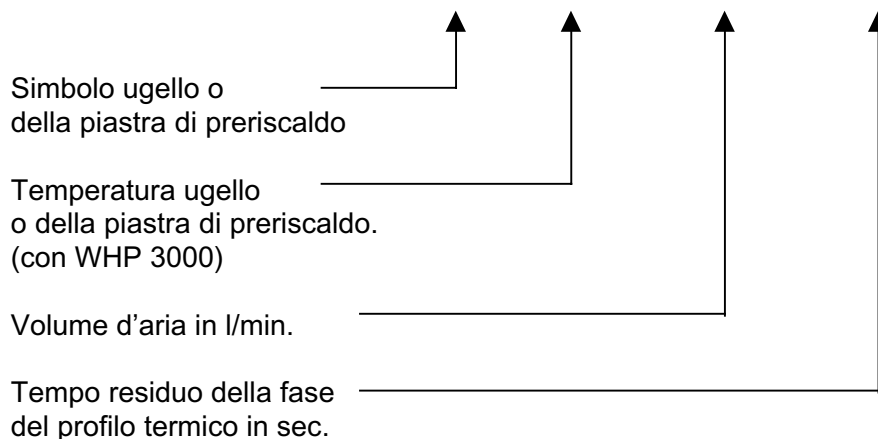 Simbolo ugello o
della piastra di preriscaldo
Temperatura ugello
o della piastra di preriscaldo.
(con WHP 3000)
Volume d’aria in l/min.
Tempo residuo della fase
del profilo termico in sec.